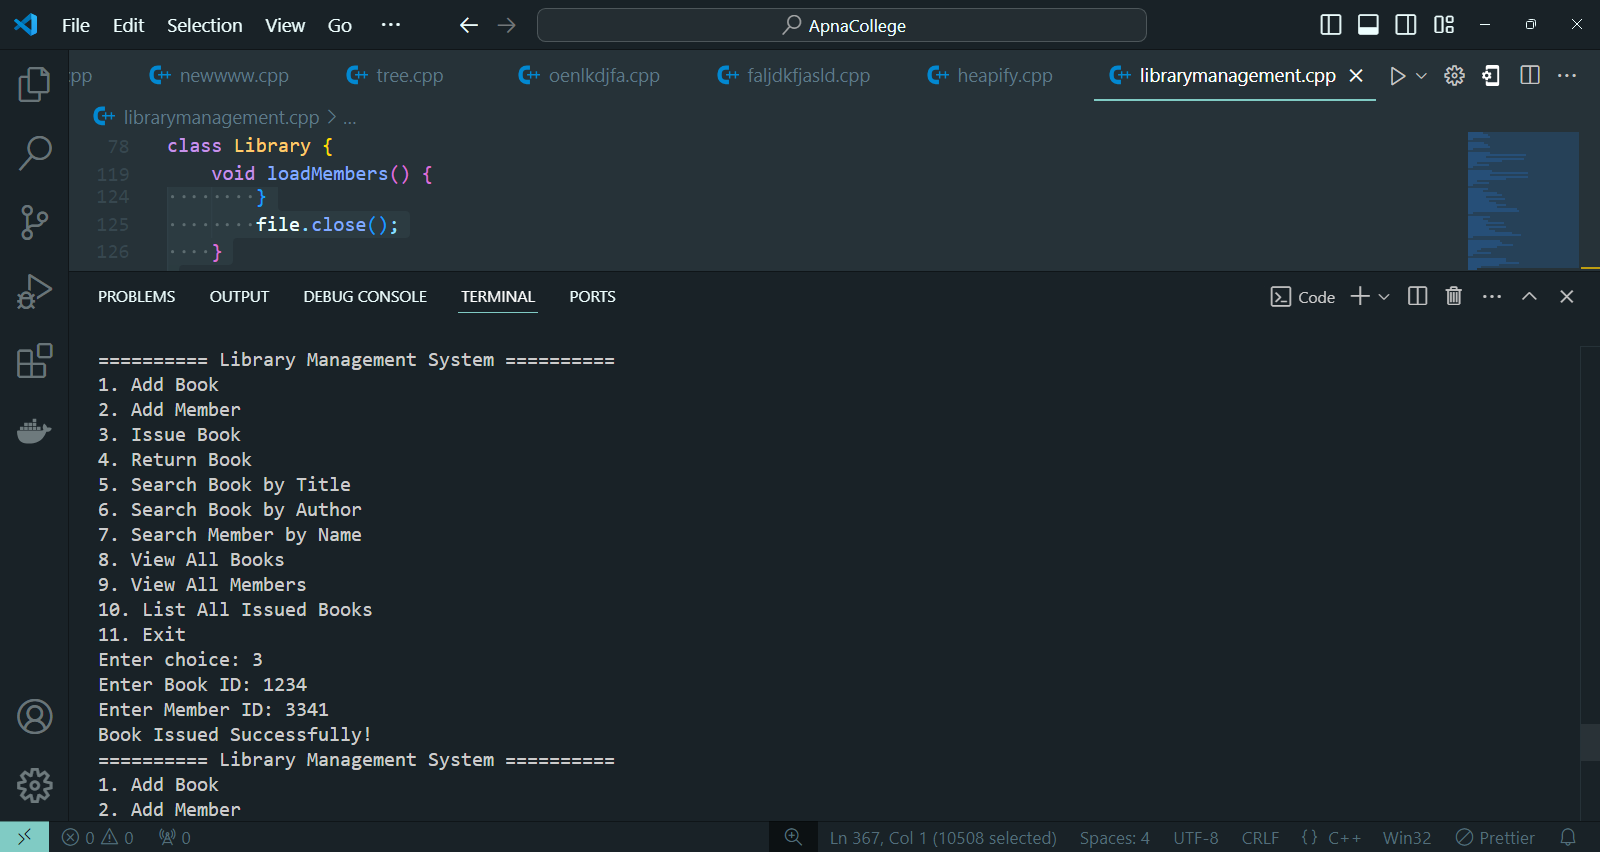 File Edit Selection View Go ··· ApnaCollege
cpp newwww.cpp tree.cpp oenlkdjfa.cpp faljdkfjasld.cpp heapify.cpp librarymanagement.cpp
librarymanagement.cpp > ...
78 class Library {
119 void loadMembers() {
124 ········}
125 ········file.close();
126 ····}
PROBLEMS OUTPUT DEBUG CONSOLE TERMINAL PORTS Code
========== Library Management System ==========
1. Add Book
2. Add Member
3. Issue Book
4. Return Book
5. Search Book by Title
6. Search Book by Author
7. Search Member by Name
8. View All Books
9. View All Members
10. List All Issued Books
11. Exit
Enter choice: 3
Enter Book ID: 1234
Enter Member ID: 3341
Book Issued Successfully!
========== Library Management System ==========
1. Add Book
2. Add Member
0 0 0 Ln 367, Col 1 (10508 selected) Spaces: 4 UTF-8 CRLF {} C++ Win32 Prettier